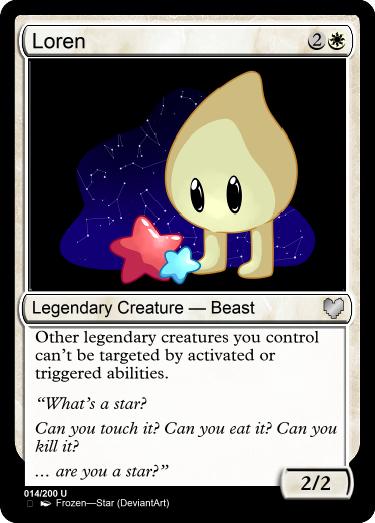 Loren 2
Legendary Creature — Beast
Other legendary creatures you control
can't be targeted by activated or
triggered abilities.
“What's a star?
Can you touch it? Can you eat it? Can you
kill it?
… are you a star?”
2/2
014/200 U
Frozen—Star (DeviantArt)